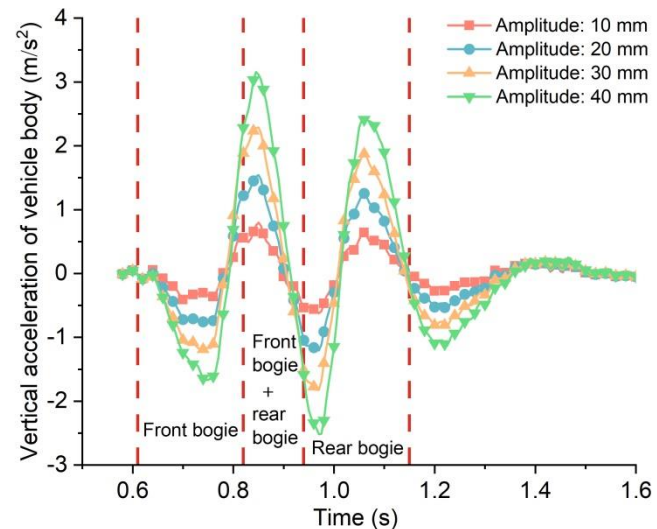 Vertical acceleration of vehicle body (m/s²)
4
3
2
1
0
-1
-2
-3
Amplitude: 10 mm
Amplitude: 20 mm
Amplitude: 30 mm
Amplitude: 40 mm
Front bogie
Front
bogie
+
rear
bogie
Rear bogie
0.6 0.8 1.0 1.2 1.4 1.6
Time (s)